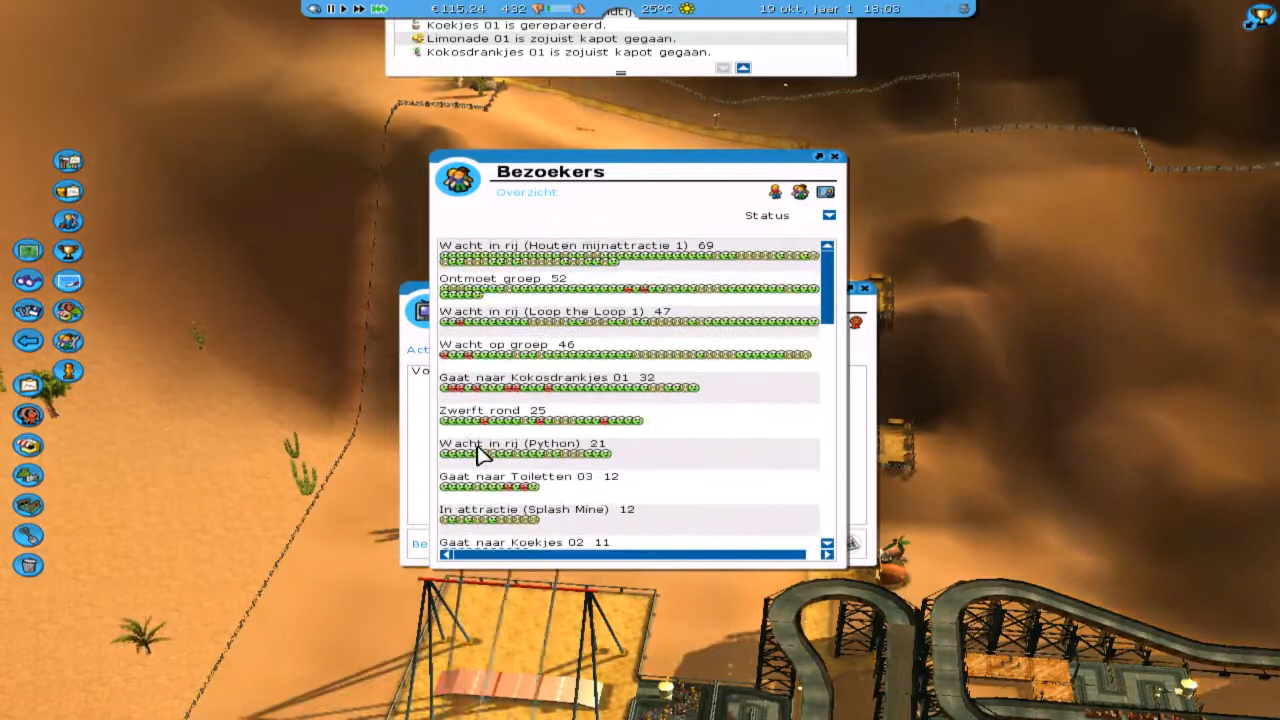 €115,24 432 25°C 19 okt, jaar 1 18:08
Koekjes 01 is gerepareerd.
Limonade 01 is zojuist kapot gegaan.
Kokosdrankjes 01 is zojuist kapot gegaan.
Bezoekers
Overzicht
Status
Wacht in rij (Houten mijnattractie 1) 69
Ontmoet groep 52
Wacht in rij (Loop the Loop 1) 47
Wacht op groep 46
Gaat naar Kokosdrankjes 01 32
Zwerft rond 25
Wacht in rij (Python) 21
Gaat naar Toiletten 03 12
In attractie (Splash Mine) 12
Gaat naar Koekjes 02 11
Act
Vo
Be